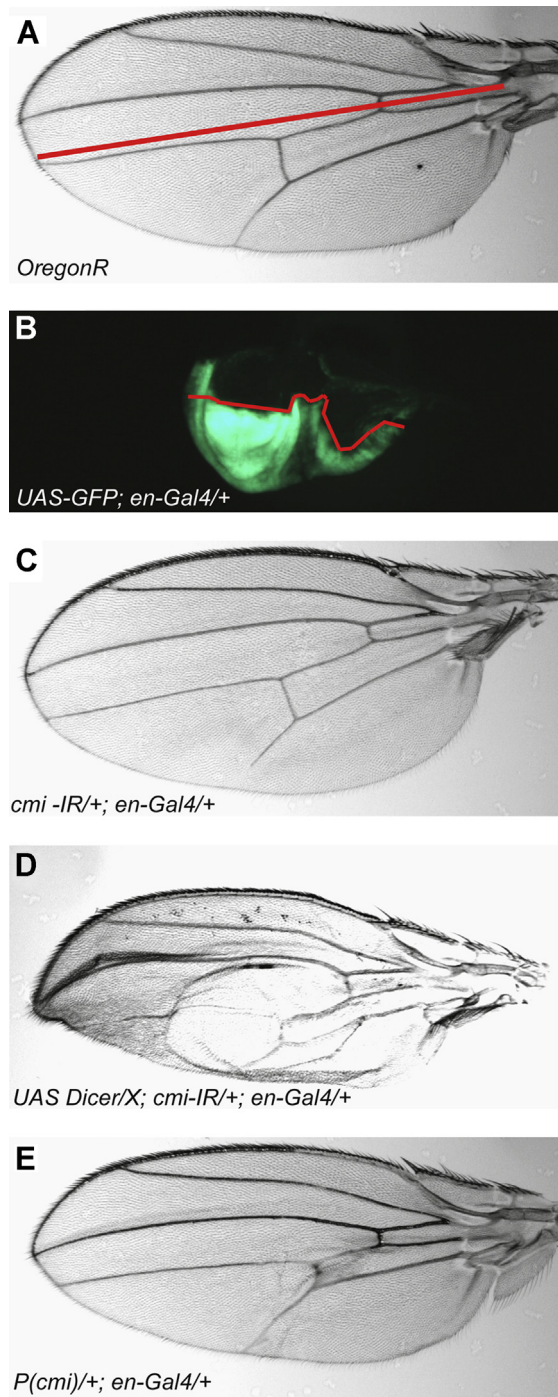 A
OregonR
B
UAS-GFP; en-Gal4/+
C
cmi -IR/+; en-Gal4/+
D
UAS Dicer/X; cmi-IR/+; en-Gal4/+
E
P(cmi)/+; en-Gal4/+